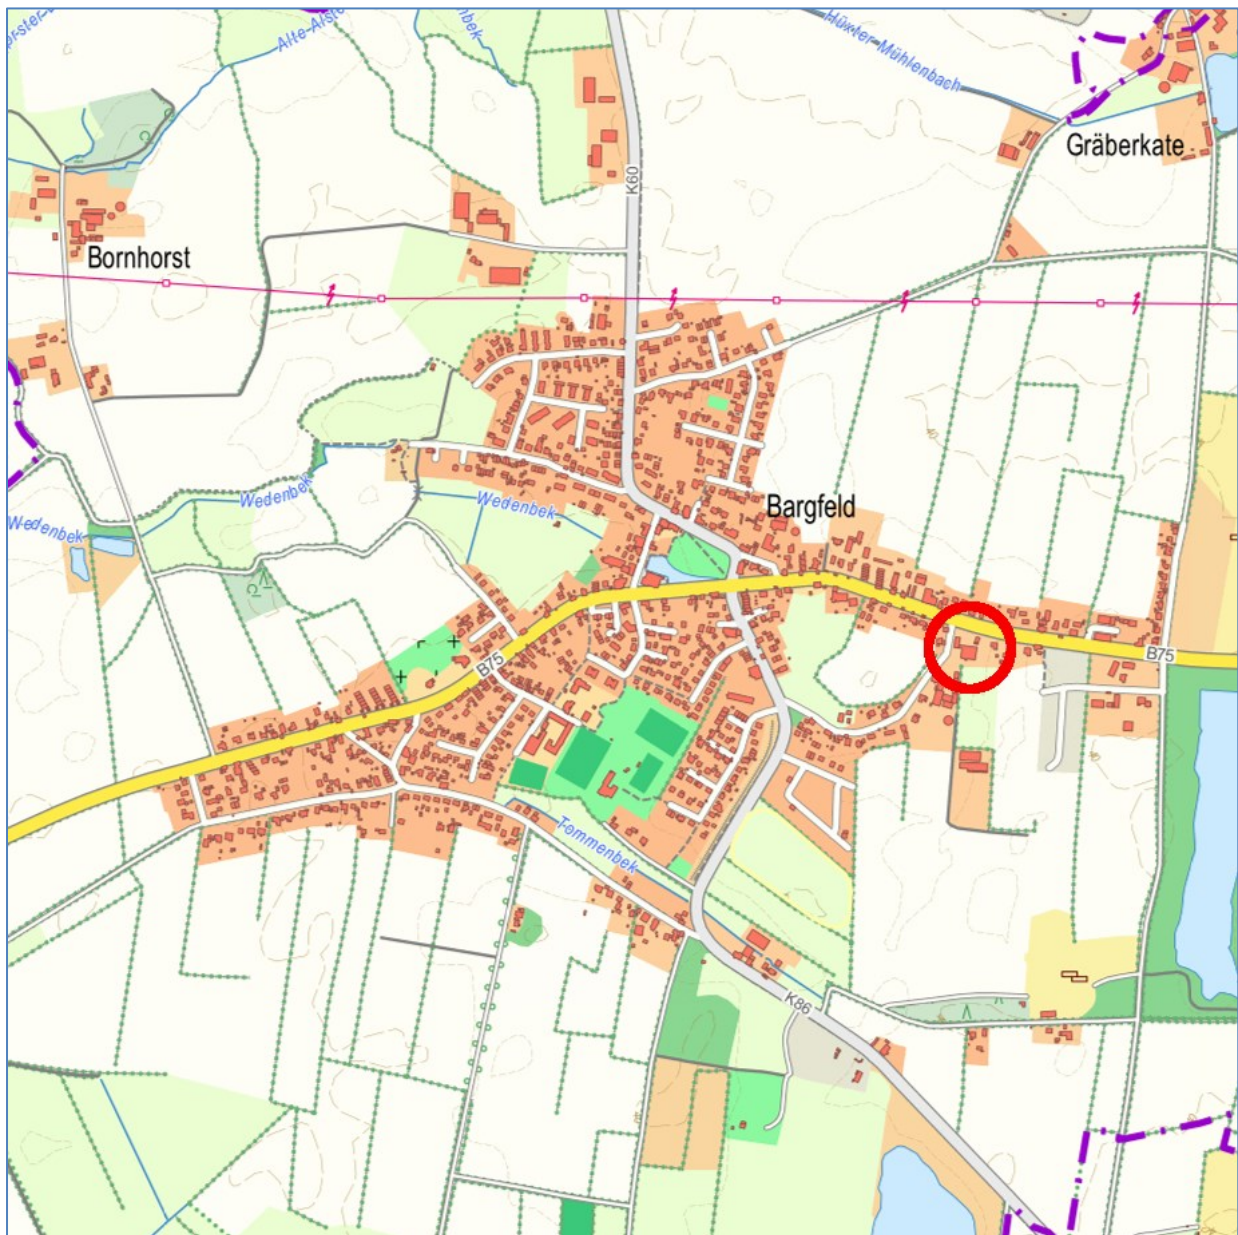 Alte-Alster
Hüxter-Mühlenbach
Gräberkate
K60
Bornhorst
Wedenbek
Wedenbek
Wedenbek
Bargfeld
B75
B75
Tommenbek
K86